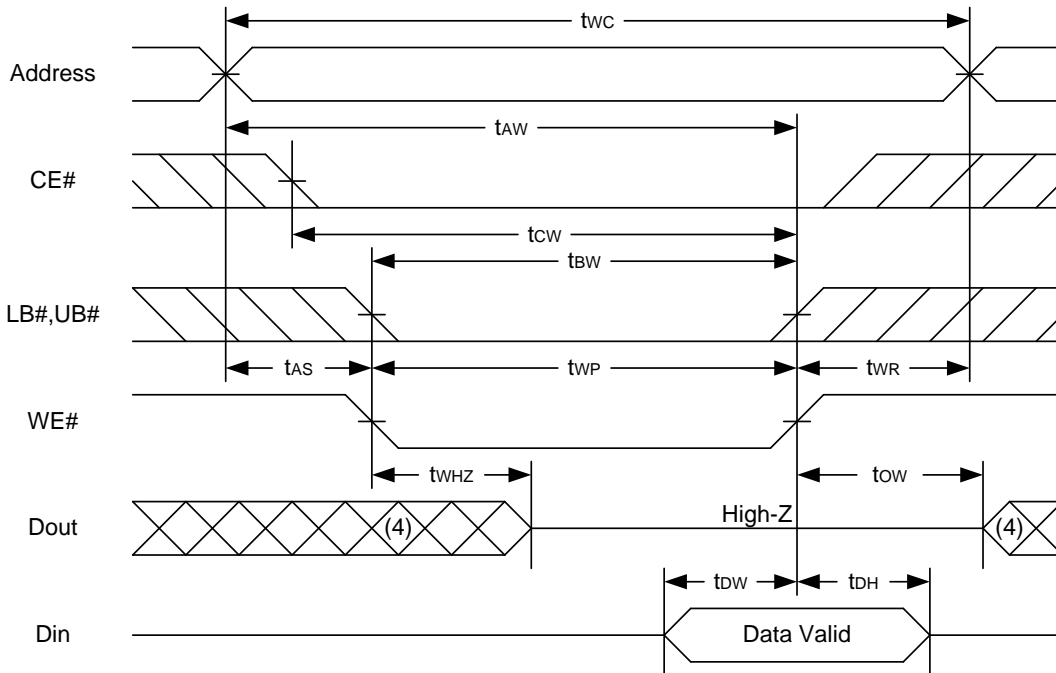 tWC
Address
tAW
CE#
tCW
tBW
LB#,UB#
tAS tWP tWR
WE#
tWHZ tOW
High-Z
Dout (4) (4)
tDW tDH
Din Data Valid